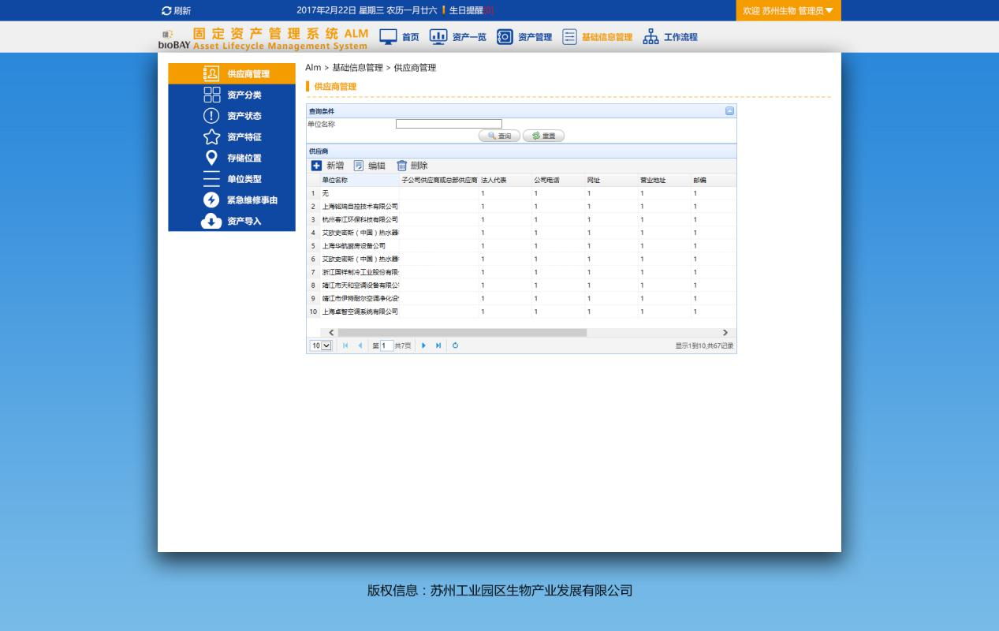 刷新 2017年2月22日 星期三 农历一月廿六 生日提醒[0] 欢迎 苏州生物 管理员
bioBAY 固定资产管理系统 ALM 首页 资产一览 资产管理 基础信息管理 工作流程
Asset Lifecycle Management System
供应商管理
资产分类
资产状态
资产特征
存储位置
单位类型
紧急维修事由
资产导入
Alm > 基础信息管理 > 供应商管理
供应商管理
查询条件
单位名称
查询 重置
供应商
新增 编辑 删除
单位名称 子公司供应商或总部供应商 法人代表 公司电话 网址 营业地址 邮编
1 无 1 1 1 1 1
2 上海铭瑞自控技术有限公司 1 1 1 1 1
3 杭州春江环保科技有限公司 1 1 1 1 1
4 艾欧史密斯（中国）热水器 1 1 1 1 1
5 上海华航厨房设备公司 1 1 1 1 1
6 艾欧史密斯（中国）热水器 1 1 1 1 1
7 浙江国祥制冷工业股份有限 1 1 1 1 1
8 靖江市天和空调设备有限公 1 1 1 1 1
9 靖江市伊特耐尔空调净化设 1 1 1 1 1
10 上海卓智空调系统有限公司 1 1 1 1 1
10 第 1 共7页 显示1到10,共67记录
版权信息：苏州工业园区生物产业发展有限公司